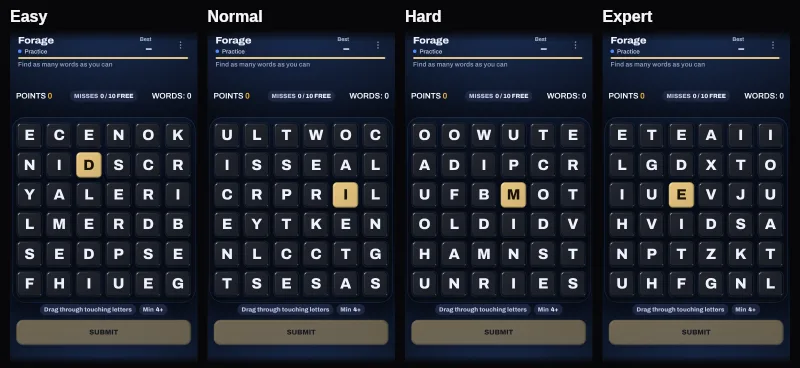 Easy
Forage
Best
Practice
–
Find as many words as you can
POINTS 0
MISSES 0 / 10 FREE
WORDS: 0
E C E N O K
N I D S C R
Y A L E R I
L M E R D B
S E D P S E
F H I U E G
Drag through touching letters
Min 4+
SUBMIT
Normal
Forage
Best
Practice
–
Find as many words as you can
POINTS 0
MISSES 0 / 10 FREE
WORDS: 0
U L T W O C
I S S E A L
C R P R I L
E Y T K E N
N L C C T G
T S E S A S
Drag through touching letters
Min 4+
SUBMIT
Hard
Forage
Best
Practice
–
Find as many words as you can
POINTS 0
MISSES 0 / 10 FREE
WORDS: 0
O O W U T E
A D I P C R
U F B M O T
O L D I D V
H A M N S T
U N R I E S
Drag through touching letters
Min 4+
SUBMIT
Expert
Forage
Best
Practice
–
Find as many words as you can
POINTS 0
MISSES 0 / 10 FREE
WORDS: 0
E T E A I I
L G D X T O
I U E V J U
H V I D S A
N P T Z K T
U H F G N L
Drag through touching letters
Min 4+
SUBMIT